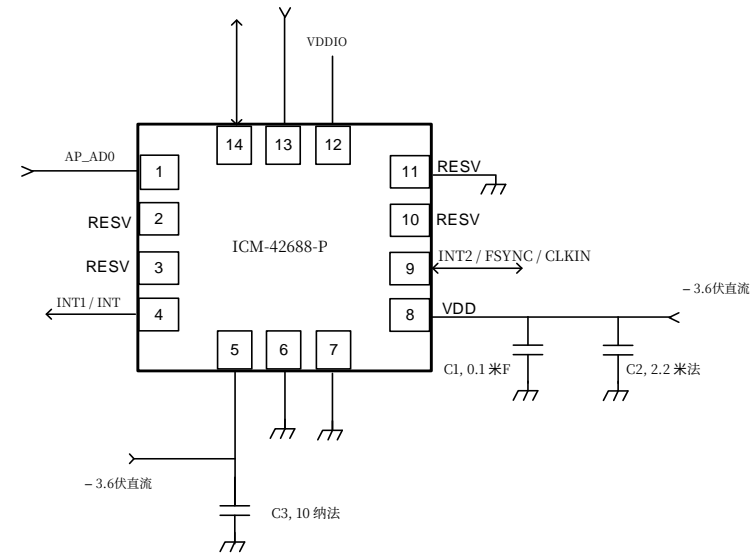 VDDIO
14
13
12
AP_AD0
1
11
RESV
RESV
2
10
RESV
ICM-42688-P
RESV
3
9
INT2 / FSYNC / CLKIN
INT1 / INT
4
8
VDD
– 3.6伏直流
5
6
7
C1, 0.1 米F
C2, 2.2 米法
– 3.6伏直流
C3, 10 纳法